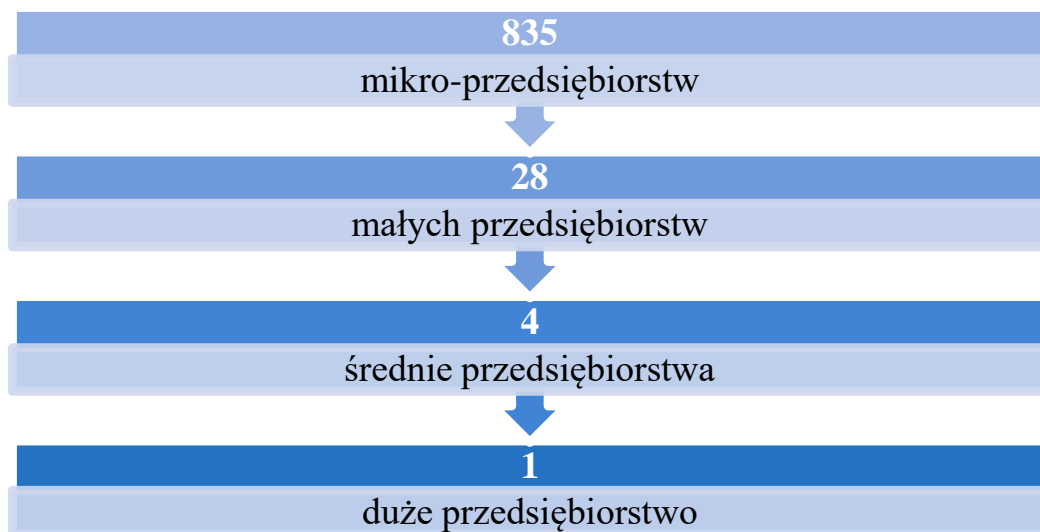 835
mikro-przedsiębiorstw
28
małych przedsiębiorstw
4
średnie przedsiębiorstwa
1
duże przedsiębiorstwo